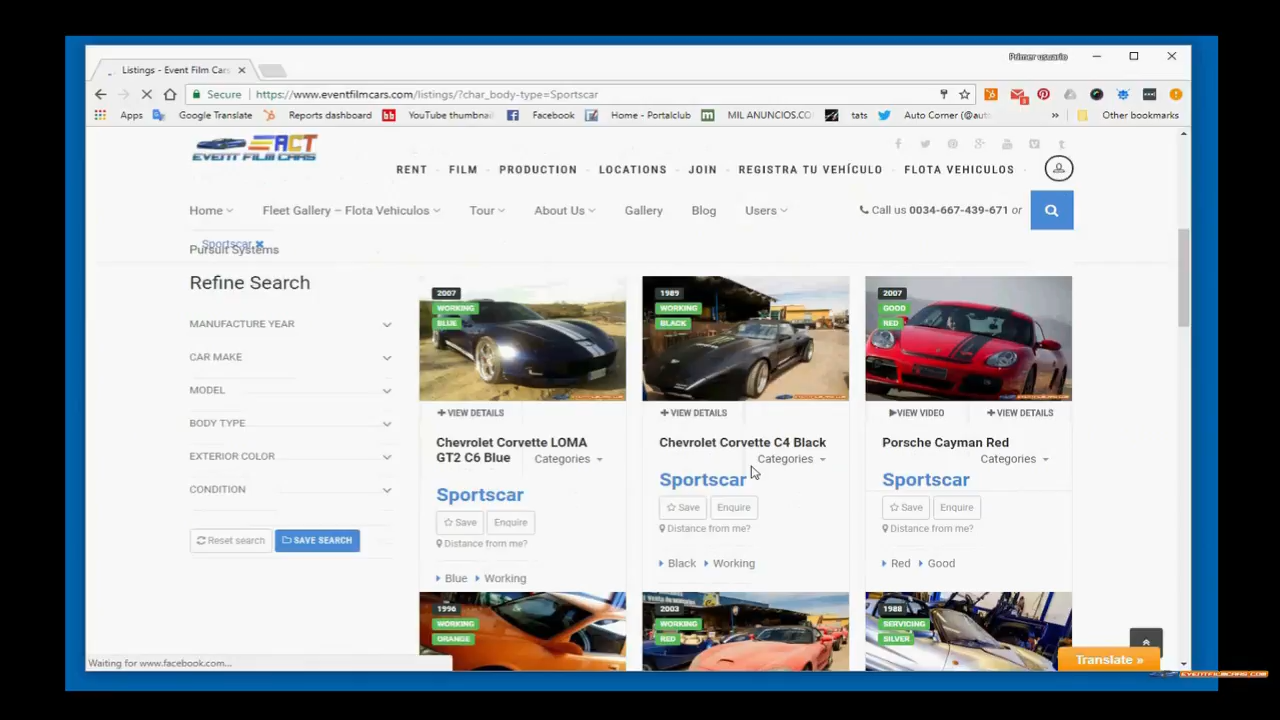 Primer usuario
Listings - Event Film Cars
Secure https://www.eventfilmcars.com/listings/?char_body-type=Sportscar
Apps Google Translate Reports dashboard YouTube thumbnail Facebook Home - Portalclub MIL ANUNCIOS.CO tats Auto Corner (@aut » Other bookmarks
ACT
EVENT FILM CARS
RENT FILM PRODUCTION LOCATIONS JOIN REGISTRA TU VEHÍCULO FLOTA VEHICULOS
Home Fleet Gallery – Flota Vehiculos Tour About Us Gallery Blog Users Call us 0034-667-439-671 or
Sportscar ×
Pursuit Systems
Refine Search
MANUFACTURE YEAR
CAR MAKE
MODEL
BODY TYPE
EXTERIOR COLOR
CONDITION
Reset search SAVE SEARCH
2007
WORKING
BLUE
+ VIEW DETAILS
Chevrolet Corvette LOMA
GT2 C6 Blue Categories
Sportscar
Save Enquire
Distance from me?
Blue Working
1989
WORKING
BLACK
+ VIEW DETAILS
Chevrolet Corvette C4 Black
Categories
Sportscar
Save Enquire
Distance from me?
Black Working
2007
GOOD
RED
VIEW VIDEO + VIEW DETAILS
Porsche Cayman Red
Categories
Sportscar
Save Enquire
Distance from me?
Red Good
1996
WORKING
ORANGE
2003
WORKING
RED
1988
SERVICING
SILVER
Translate »
Waiting for www.facebook.com...
EVENTFILMCARS.COM